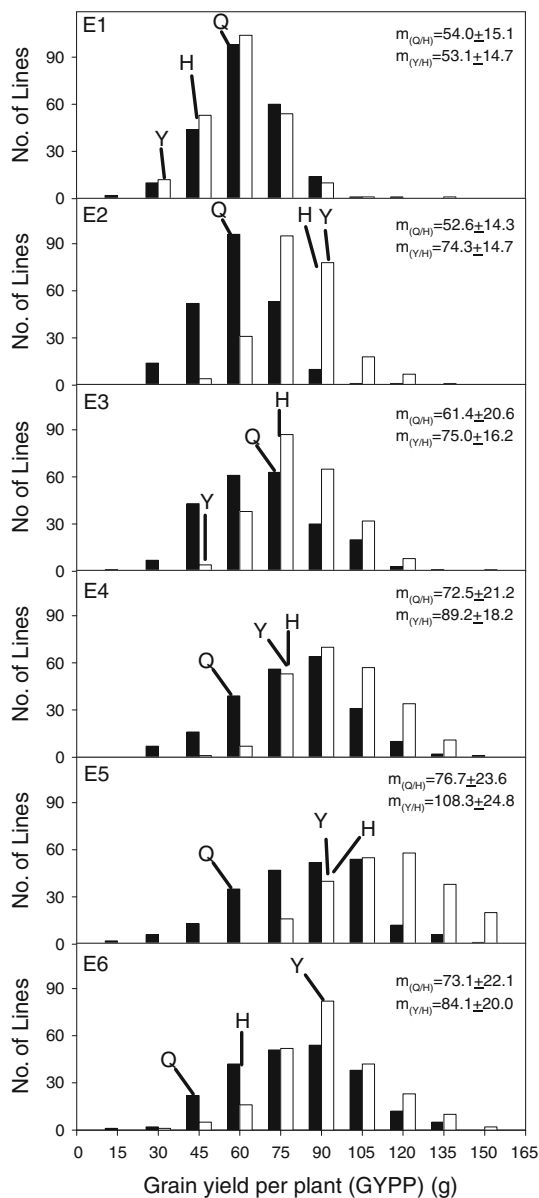 E1
Q
H
Y
m(Q/H)=54.0±15.1
m(Y/H)=53.1±14.7
No. of Lines
90
60
30
0
E2
Q
H Y
m(Q/H)=52.6±14.3
m(Y/H)=74.3±14.7
No. of Lines
90
60
30
0
E3
H
Q
Y
m(Q/H)=61.4±20.6
m(Y/H)=75.0±16.2
No of Lines
90
60
30
0
E4
H
Y
Q
m(Q/H)=72.5±21.2
m(Y/H)=89.2±18.2
No. of Lines
90
60
30
0
E5
Y H
Q
m(Q/H)=76.7±23.6
m(Y/H)=108.3±24.8
No. of Lines
90
60
30
0
E6
Y
H
Q
m(Q/H)=73.1±22.1
m(Y/H)=84.1±20.0
No. of Lines
90
60
30
0
0 15 30 45 60 75 90 105 120 135 150 165
Grain yield per plant (GYPP) (g)